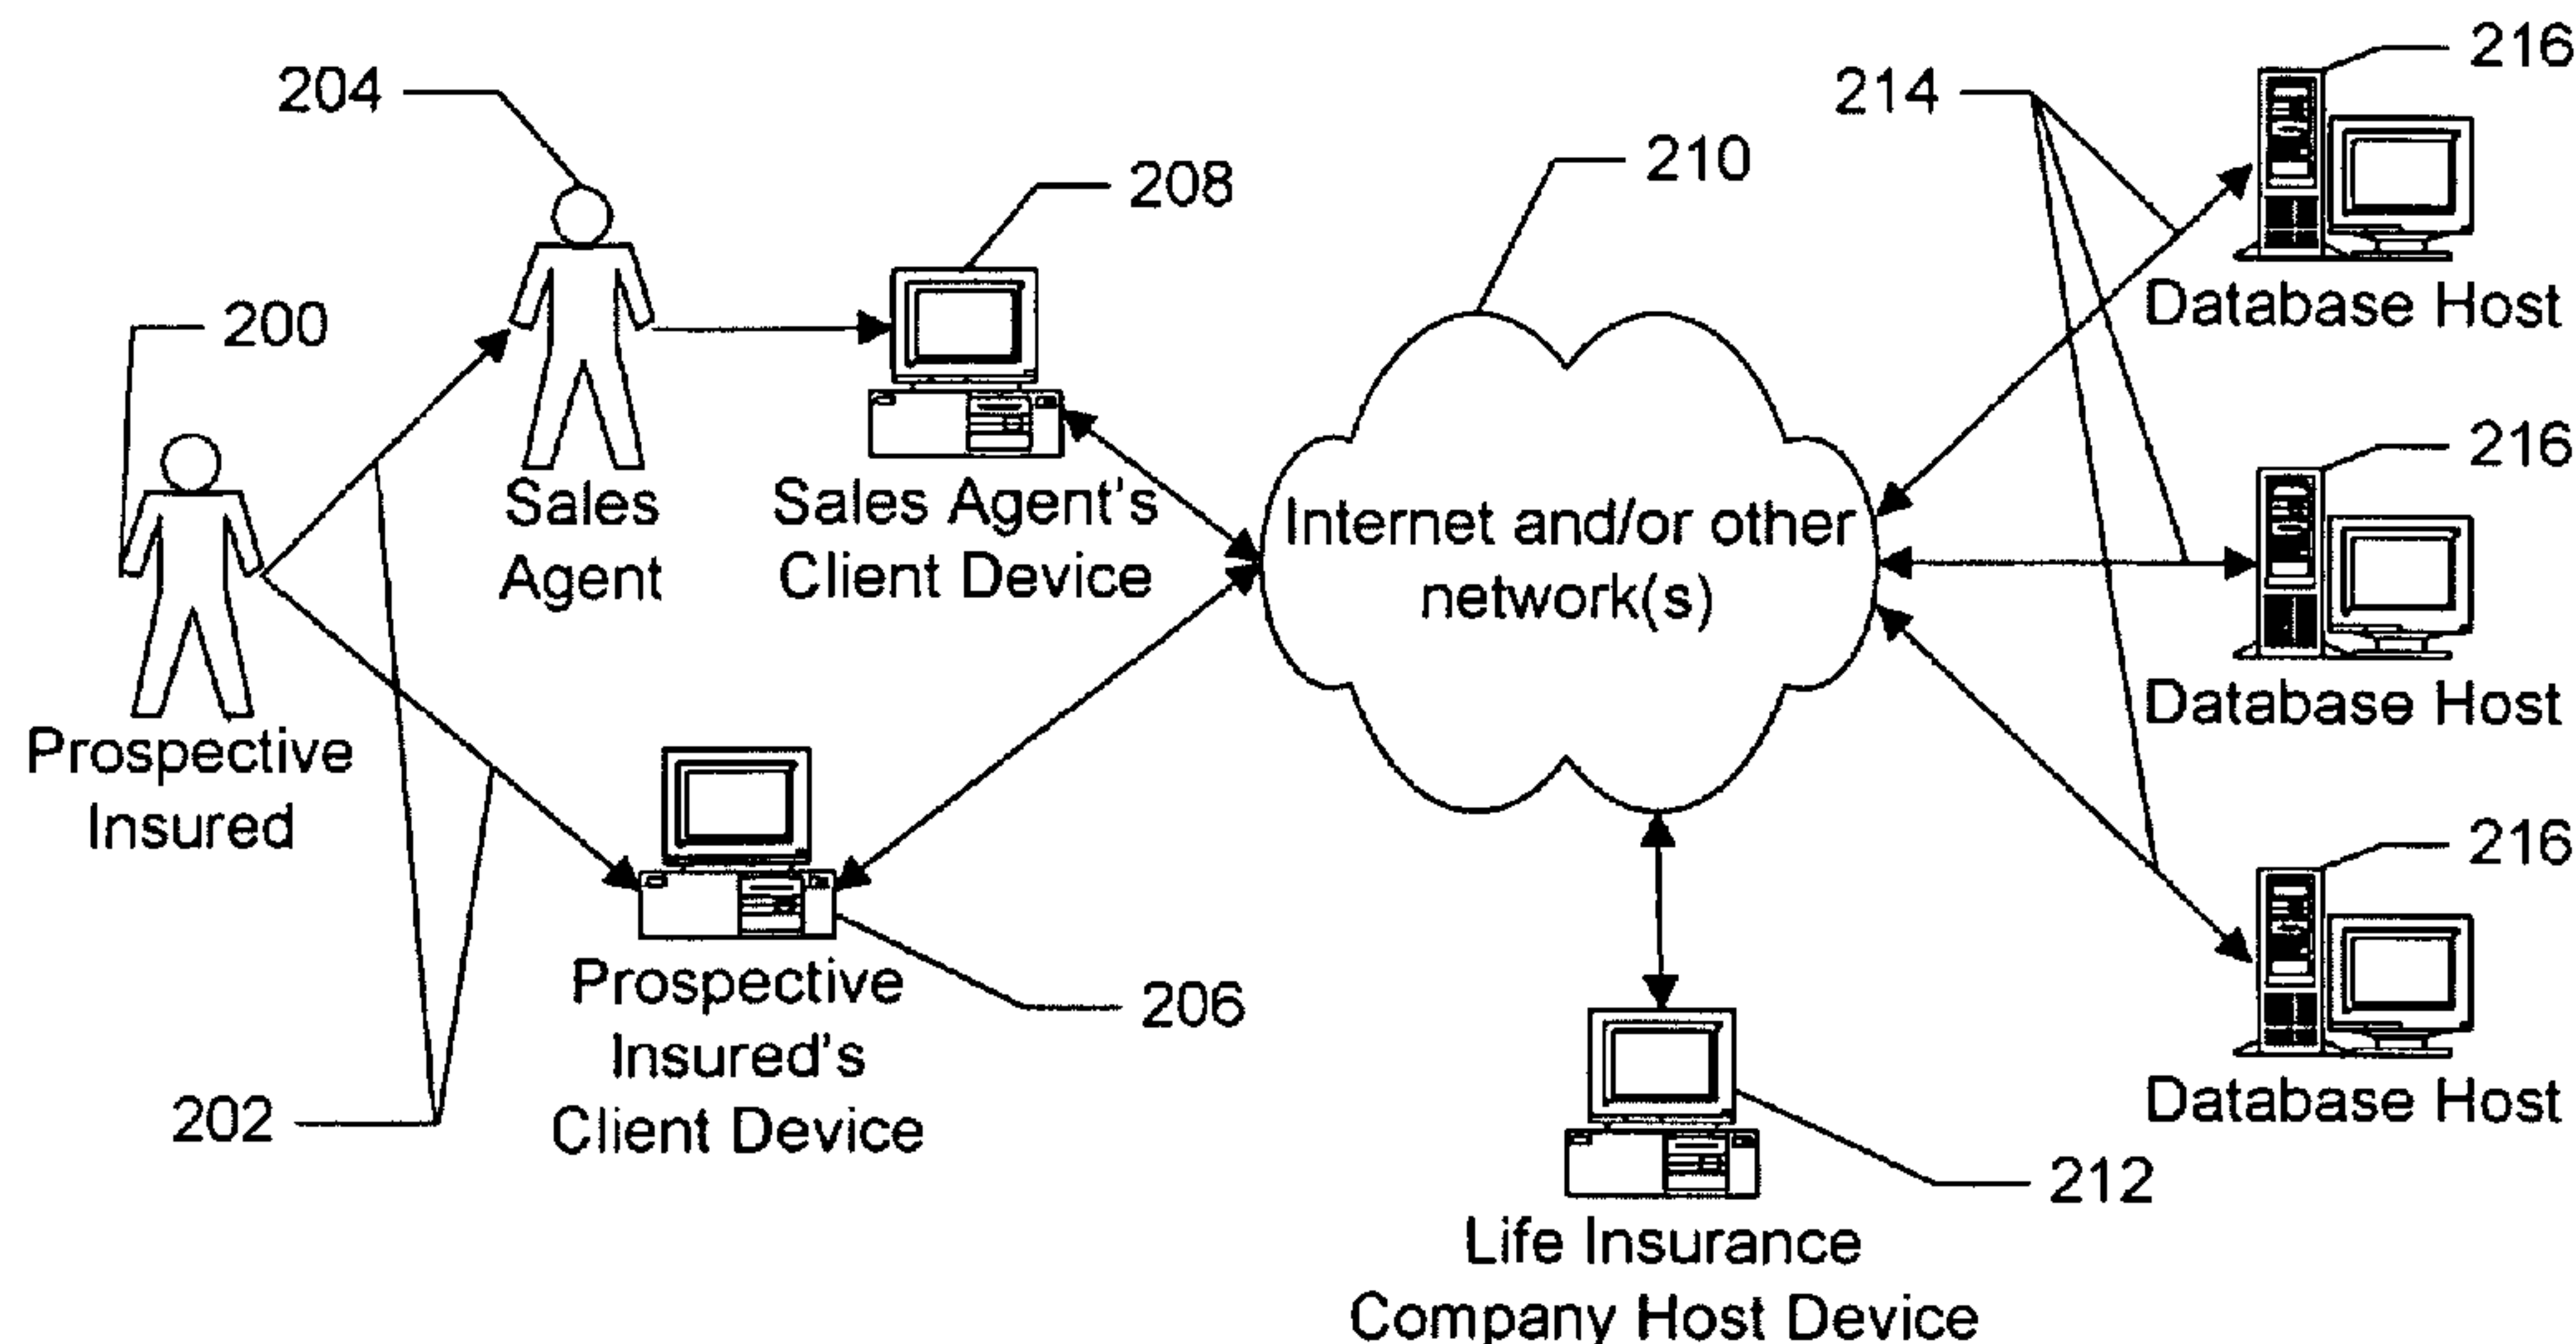 204
200
Prospective
Insured
202
Sales
Agent
208
Sales Agent's
Client Device
Prospective
Insured's
Client Device
206
210
Internet and/or other
network(s)
212
Life Insurance
Company Host Device
214
216
Database Host
216
Database Host
216
Database Host